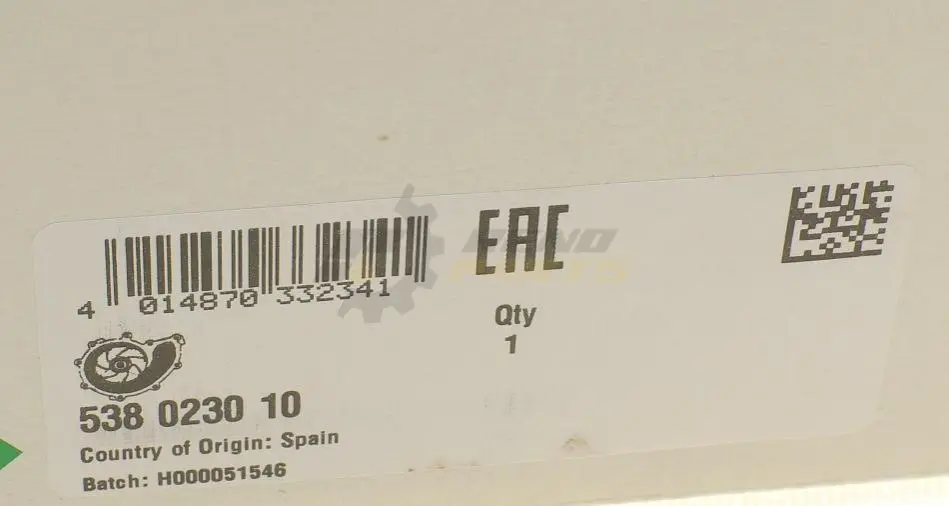 4 014870 332341
EAC
Qty
1
538 0230 10
Country of Origin: Spain
Batch: H000051546